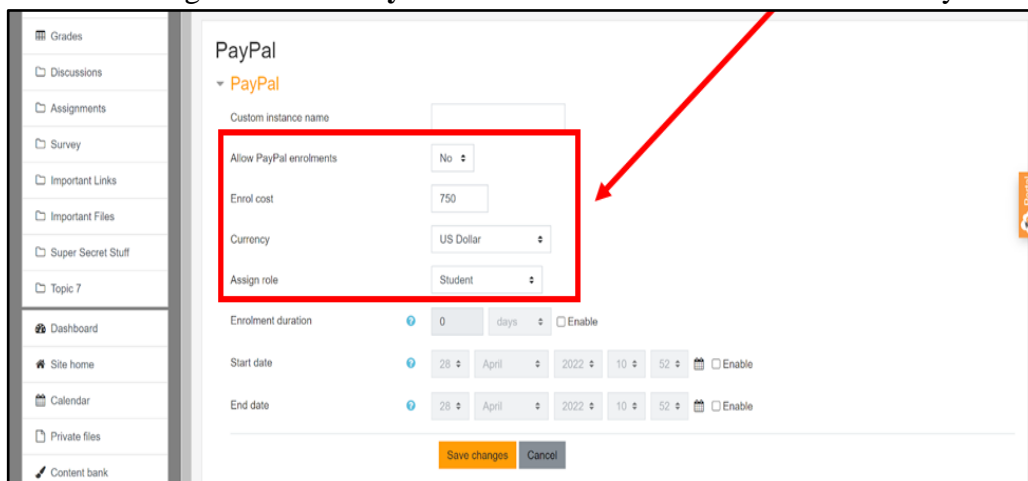 Grades
Discussions
Assignments
Survey
Important Links
Important Files
Super Secret Stuff
Topic 7
Dashboard
Site home
Calendar
Private files
Content bank
PayPal
PayPal
Custom instance name
Allow PayPal enrolments No
Enrol cost 750
Currency US Dollar
Assign role Student
Enrolment duration 0 days Enable
Start date 28 April 2022 10 52 Enable
End date 28 April 2022 10 52 Enable
Save changes Cancel